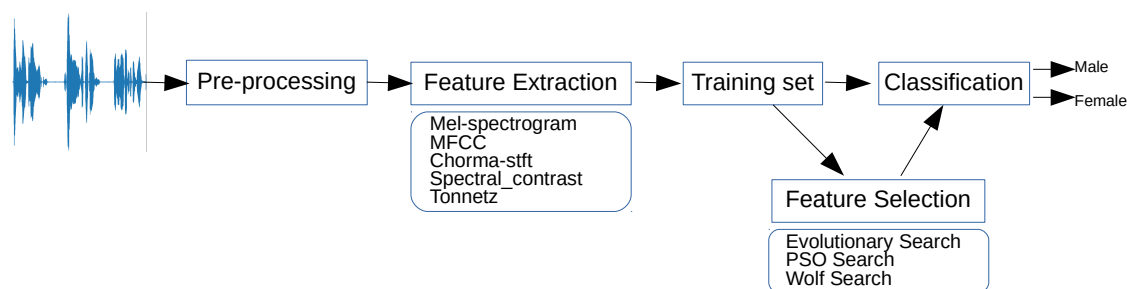 Pre-processing
Feature Extraction
Mel-spectrogram
MFCC
Chorma-stft
Spectral_contrast
Tonnetz
Training set
Classification
Male
Female
Feature Selection
Evolutionary Search
PSO Search
Wolf Search